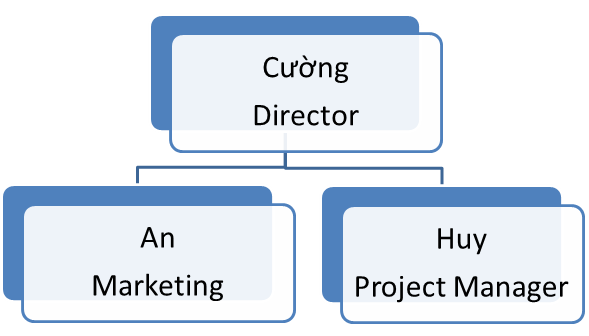 Cường
Director
An
Marketing
Huy
Project Manager